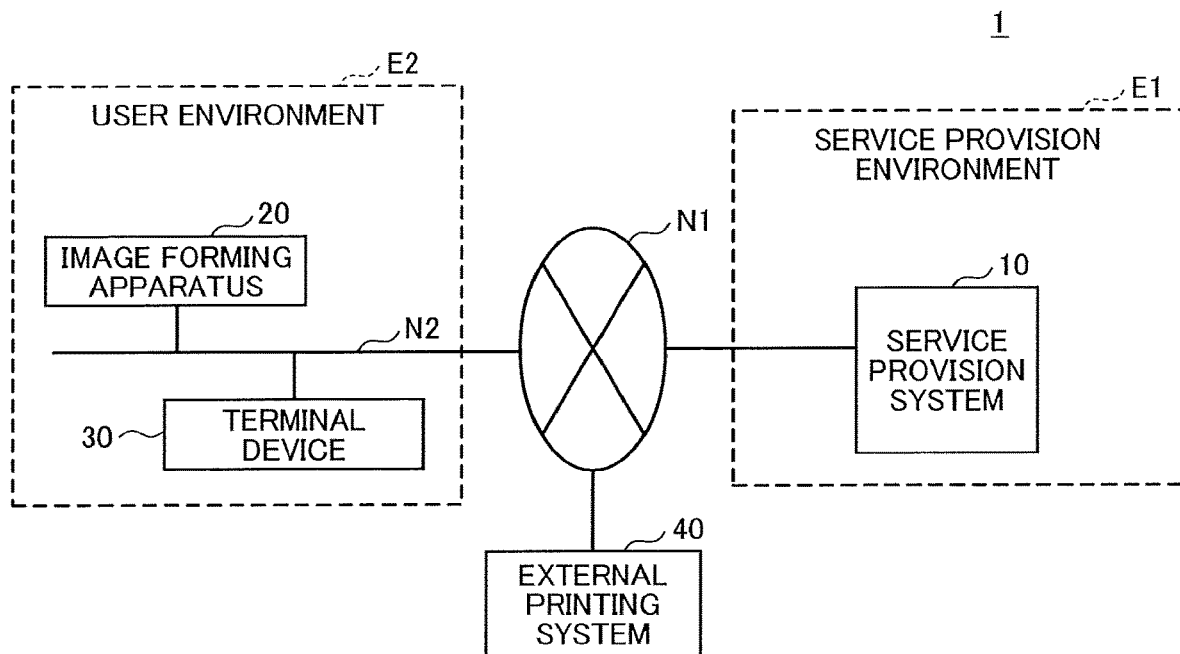 1
E2
E1
USER ENVIRONMENT
SERVICE PROVISION
ENVIRONMENT
20
IMAGE FORMING
APPARATUS
N1
10
SERVICE
PROVISION
SYSTEM
N2
30
TERMINAL
DEVICE
40
EXTERNAL
PRINTING
SYSTEM